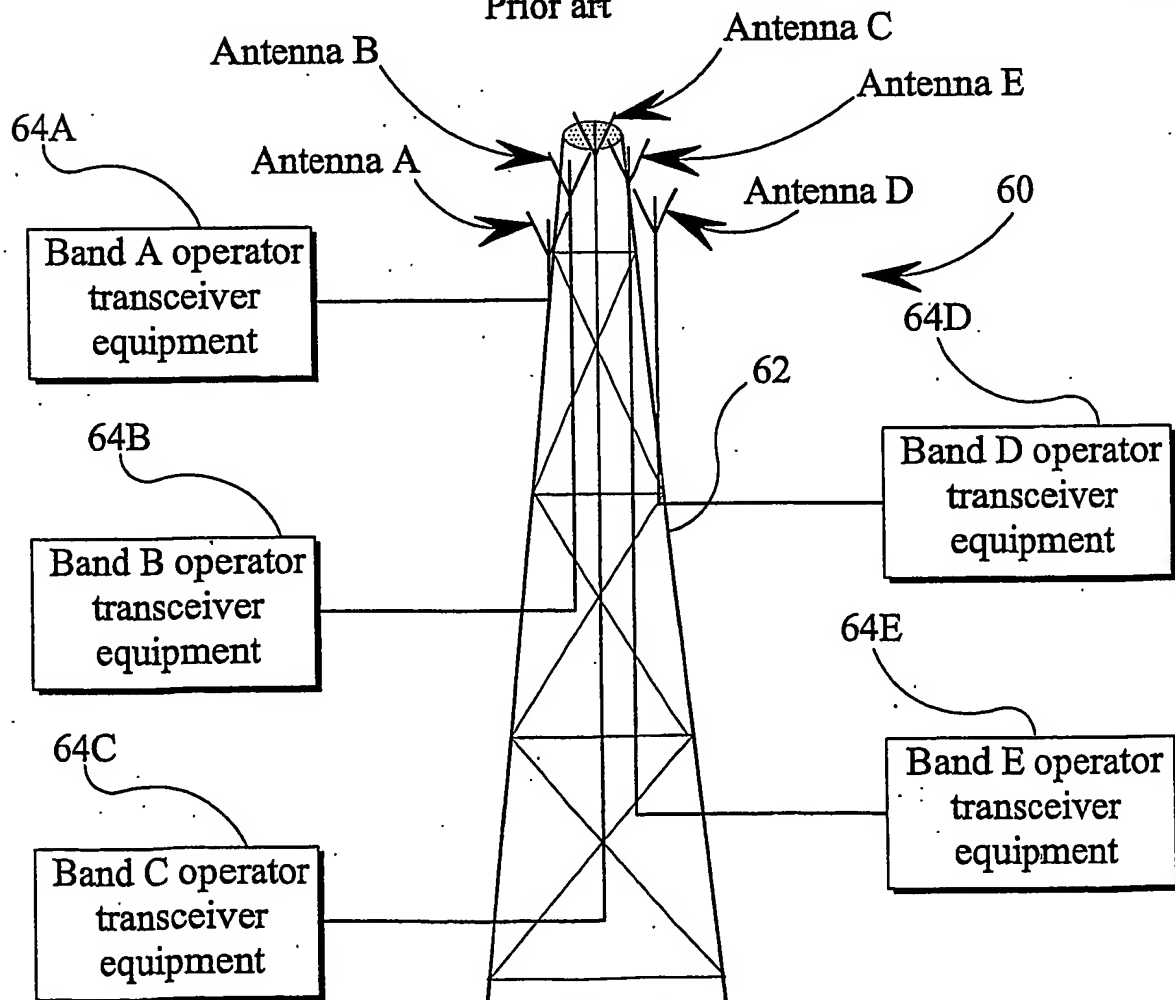 Prior art
Antenna C
Antenna B
Antenna E
64A
Antenna A
Antenna D
60
Band A operator
transceiver
equipment
64D
62
64B
Band D operator
transceiver
equipment
Band B operator
transceiver
equipment
64E
64C
Band E operator
transceiver
equipment
Band C operator
transceiver
equipment